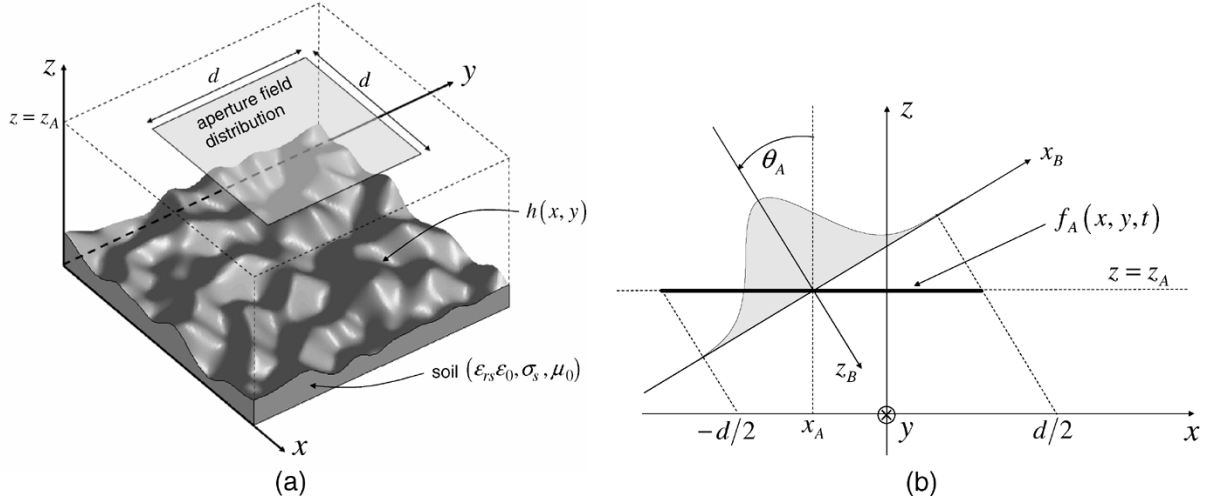 z
d
d
y
z = z_A
aperture field
distribution
h(x, y)
soil (ε_rs ε_0, σ_s, μ_0)
x
(a)
z
θ_A
x_B
f_A(x, y, t)
z = z_A
z_B
−d/2
x_A
y
d/2
x
(b)